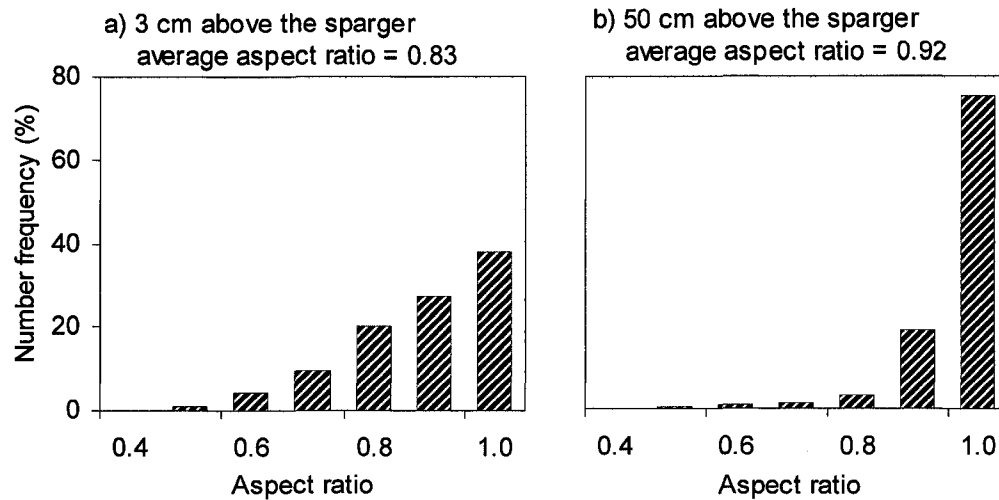 a) 3 cm above the sparger
average aspect ratio = 0.83
b) 50 cm above the sparger
average aspect ratio = 0.92
Number frequency (%)
80
60
40
20
0
0.4 0.6 0.8 1.0
Aspect ratio
0.4 0.6 0.8 1.0
Aspect ratio